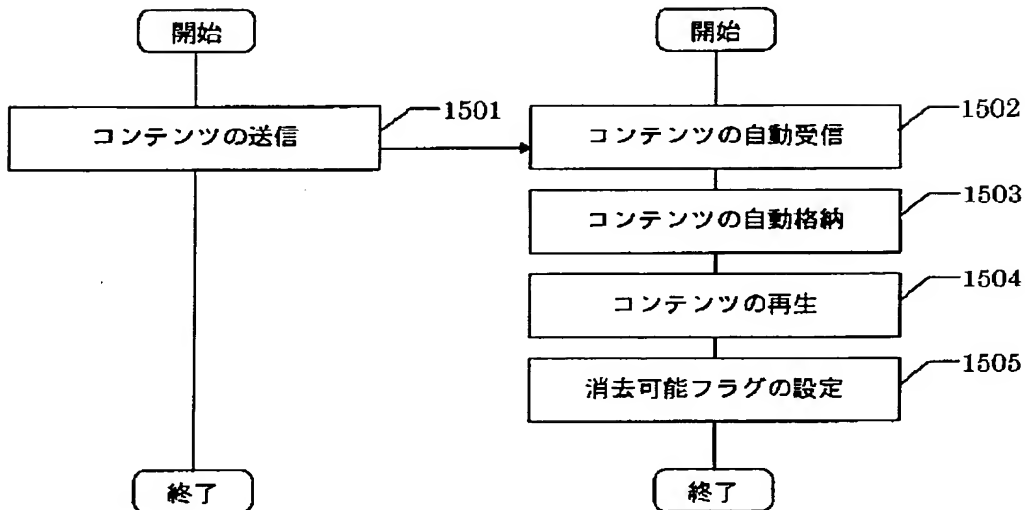 開始
コンテンツの送信
1501
終了
開始
コンテンツの自動受信
1502
コンテンツの自動格納
1503
コンテンツの再生
1504
消去可能フラグの設定
1505
終了